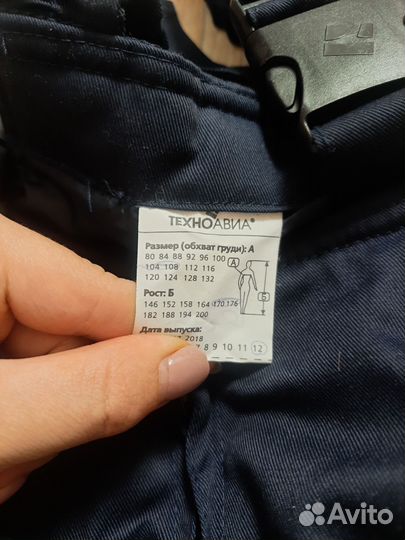 ТЕХНОАВИА®
Размер (обхват груди): А
80 84 88 92 96 100
104 108 112 116
120 124 128 132
А
Б
Рост: Б
146 152 158 164 170,176
182 188 194 200
Дата выпуска:
2018
8 9 10 11 12
Avito